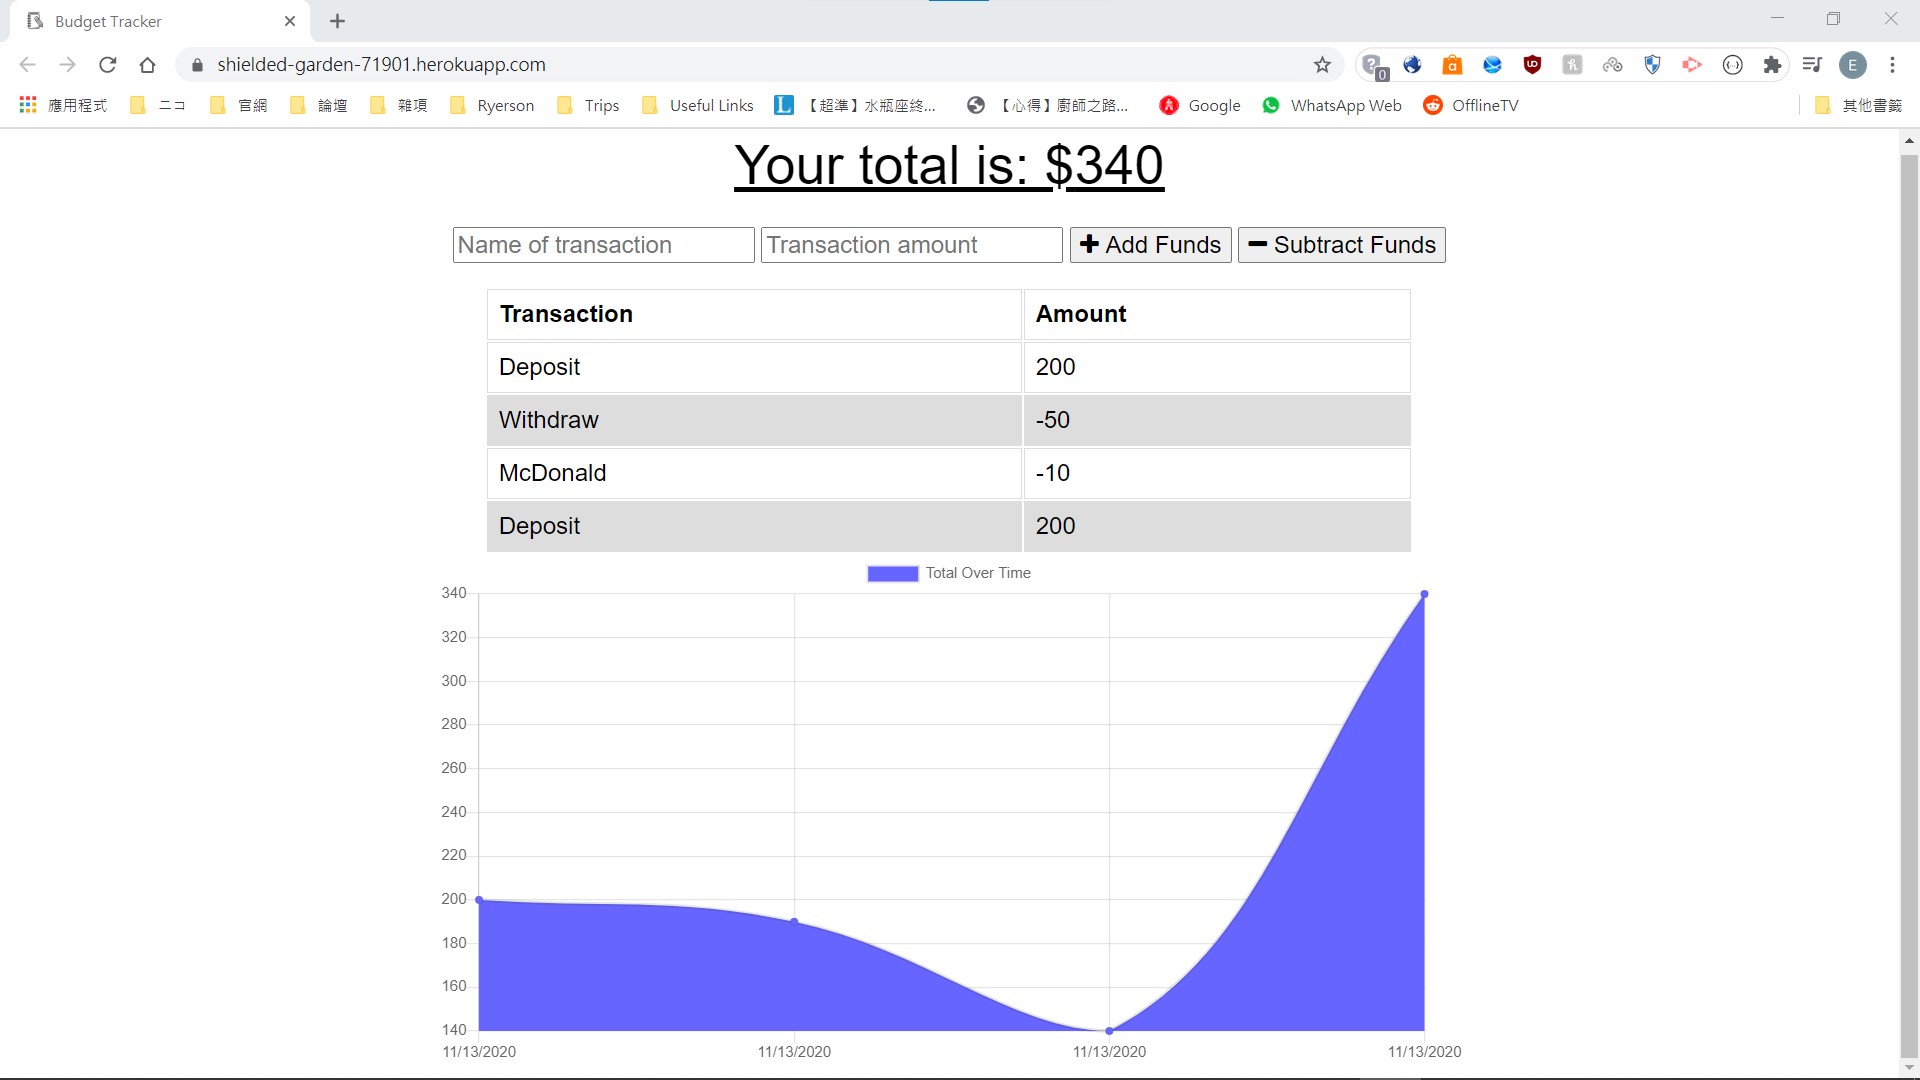 Budget Tracker
shielded-garden-71901.herokuapp.com
0
E
應用程式 ニコ 官網 論壇 雜項 Ryerson Trips Useful Links L 【超準】水瓶座終... 【心得】廚師之路... Google WhatsApp Web OfflineTV 其他書籤
Your total is: $340
Name of transaction Transaction amount Add Funds Subtract Funds
Transaction Amount
Deposit 200
Withdraw -50
McDonald -10
Deposit 200
Total Over Time
340
320
300
280
260
240
220
200
180
160
140
11/13/2020 11/13/2020 11/13/2020 11/13/2020